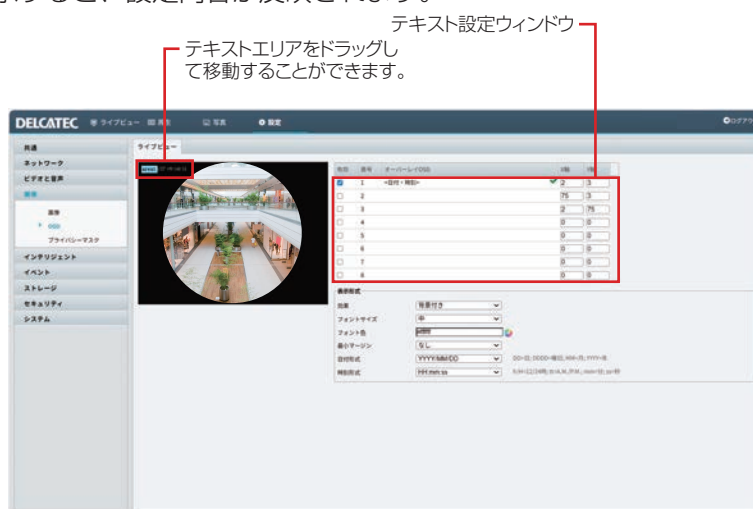 テキスト設定ウィンドウ
テキストエリアをドラッグし
て移動することができます。
DELCATEC ライブビュー 再生 写真 設定
ライブビュー
共通
ネットワーク
ビデオと音声
画像
画像
OSD
プライバシーマスク
インテリジェント
イベント
ストレージ
セキュリティ
システム
有効 番号 オーバーレイOSD X軸 Y軸
1 <日付・時刻> 2 3
2 75 3
3 2 75
4 0 0
5 0 0
6 0 0
7 0 0
8 0 0
表示形式
効果 背景付き
フォントサイズ 中
フォント色 #ffffff
最小マージン なし
日付形式 YYYY/MM/DD
時刻形式 HH:mm:ss